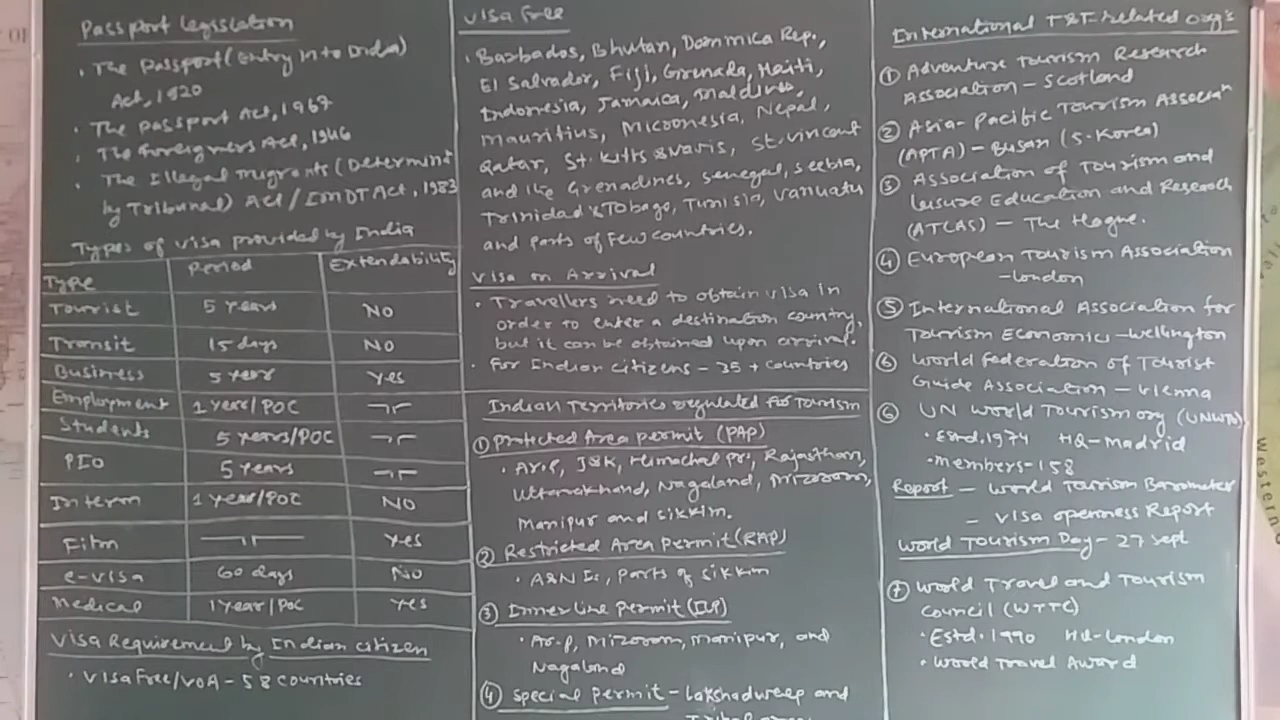 Passport Legislation
• The Passport (Entry Into India)
Act, 1920
• The Passport Act, 1967
• The Foreigners Act, 1946
• The Illegal Migrants (Determint
by Tribunal) Act / IMDT Act, 1983
Types of visa provided by India
Type Period Extendability
Tourist 5 years No
Transit 15 days No
Business 5 year Yes
Employment 1 year/POC
Students 5 years/POC
PIO 5 years
Intern 1 year/POC No
Film Yes
e-visa 60 days No
Medical 1 year/POC Yes
Visa Requirement by Indian citizen
• Visa Free/VOA - 58 countries
Visa Free
• Barbados, Bhutan, Dominica Rep.,
El Salvador, Fiji, Grenada, Haiti,
Indonesia, Jamaica, Maldives,
Mauritius, Micronesia, Nepal,
Qatar, St. Kitts & Navis, St. Vincent
and the Grenadines, Senegal, Seebia,
Trinidad & Tobago, Tunisia, Vanuatu
and parts of few countries.
Visa on Arrival
• Travellers need to obtain visa in
order to enter a destination country,
but it can be obtained upon arrival.
• For Indian citizens - 35 + countries
Indian Territories regulated for Tourism
① Protected Area permit (PAP)
• Ar.P, J&K, Himachal Pr., Rajasthan,
Uttarakhand, Nagaland, Mizoram,
Manipur and Sikkim.
② Restricted Area Permit (RAP)
• A&N Is, parts of Sikkim
③ Inner line permit (ILP)
• Ar.P, Mizoram, Manipur, and
Nagaland
④ Special Permit - Lakshadweep and
International T&T-related org's
① Adventure Tourism Research
Association - Scotland
② Asia-Pacific Tourism Associan
(APTA) - Busan (S.Korea)
③ Association of Tourism and
Leisure Education and Research
(ATLAS) - The Hague.
④ European Tourism Association
- London
⑤ International Association for
Tourism Economics - Wellington
⑥ World Federation of Tourist
Guide Association - Vienna
⑥ UN World Tourism org (UNWTO)
• Estd. 1974 HQ - Madrid
• Members - 158
Report - World Tourism Barometer
- Visa openness Report
World Tourism Day - 27 Sept
⑦ World Travel and Tourism
Council (WTTC)
• Estd. 1990 HQ - London
• World Travel Award
Western